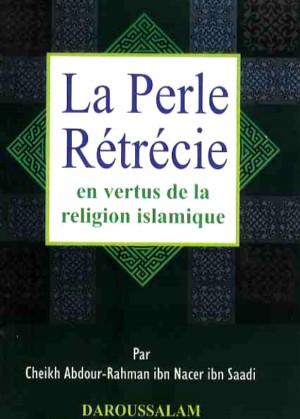 La Perle
Rétrécie
en vertus de la
religion islamique
Par
Cheikh Abdour-Rahman ibn Nacer ibn Saadi
DAROUSSALAM